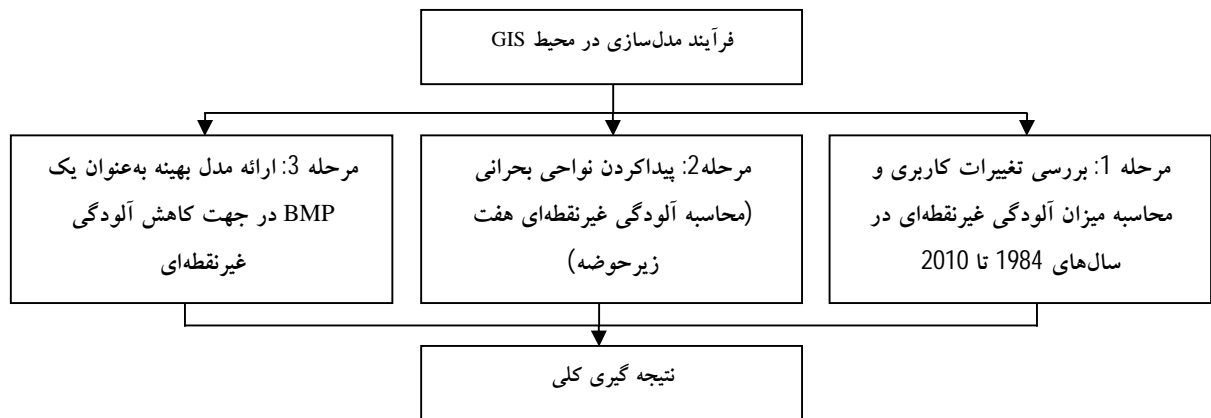 فرآیند مدل‌سازی در محیط GIS
مرحله 1: بررسی تغییرات کاربری و
محاسبه میزان آلودگی غیرنقطه‌ای در
سال‌های 1984 تا 2010
مرحله2: پیداکردن نواحی بحرانی
(محاسبه آلودگی غیرنقطه‌ای هفت
زیرحوضه)
مرحله 3: ارائه مدل بهینه به‌عنوان یک
BMP در جهت کاهش آلودگی
غیرنقطه‌ای
نتیجه گیری کلی